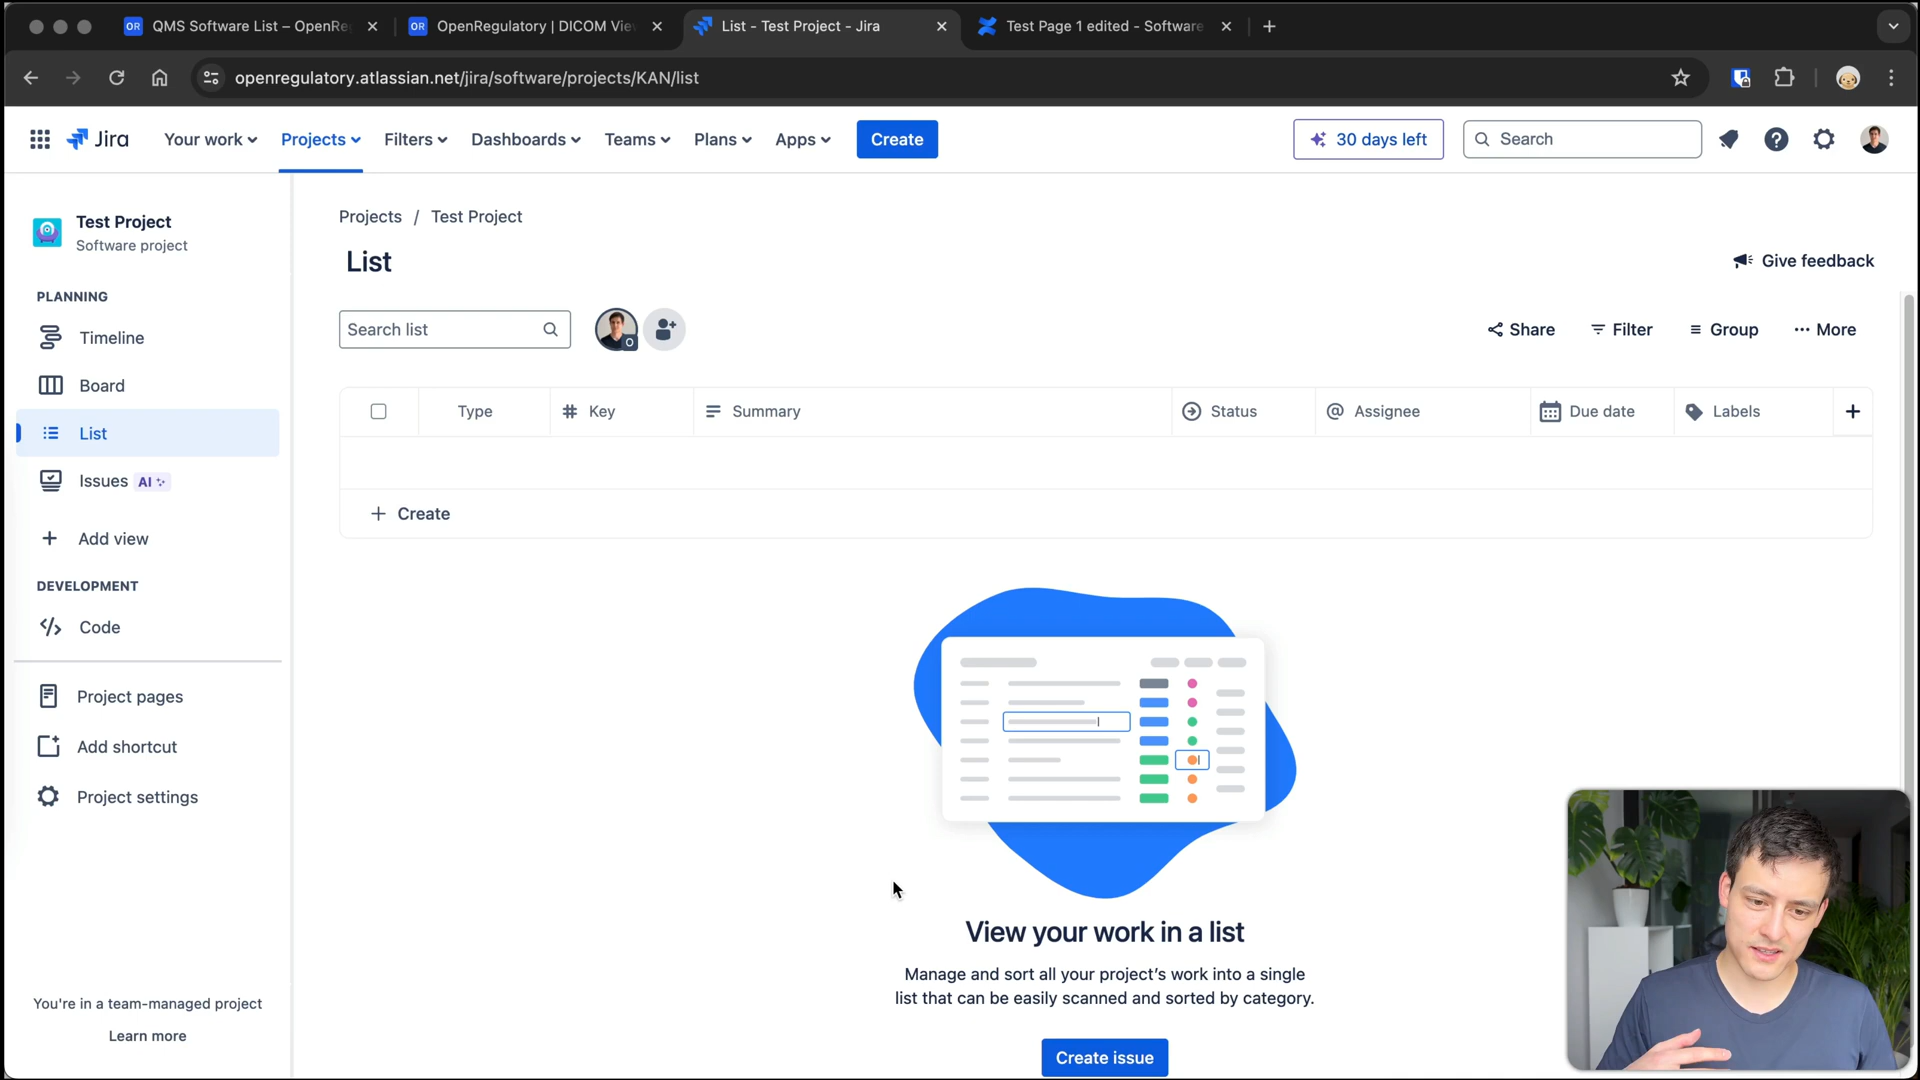 QMS Software List – OpenRe
OpenRegulatory | DICOM Vie
List - Test Project - Jira
Test Page 1 edited - Software
openregulatory.atlassian.net/jira/software/projects/KAN/list
Jira
Your work
Projects
Filters
Dashboards
Teams
Plans
Apps
Create
30 days left
Search
Test Project
Software project
PLANNING
Timeline
Board
List
Issues AI
Add view
DEVELOPMENT
Code
Project pages
Add shortcut
Project settings
You're in a team-managed project
Learn more
Projects / Test Project
List
Give feedback
Search list
Share
Filter
Group
More
Type
Key
Summary
Status
Assignee
Due date
Labels
Create
View your work in a list
Manage and sort all your project's work into a single
list that can be easily scanned and sorted by category.
Create issue